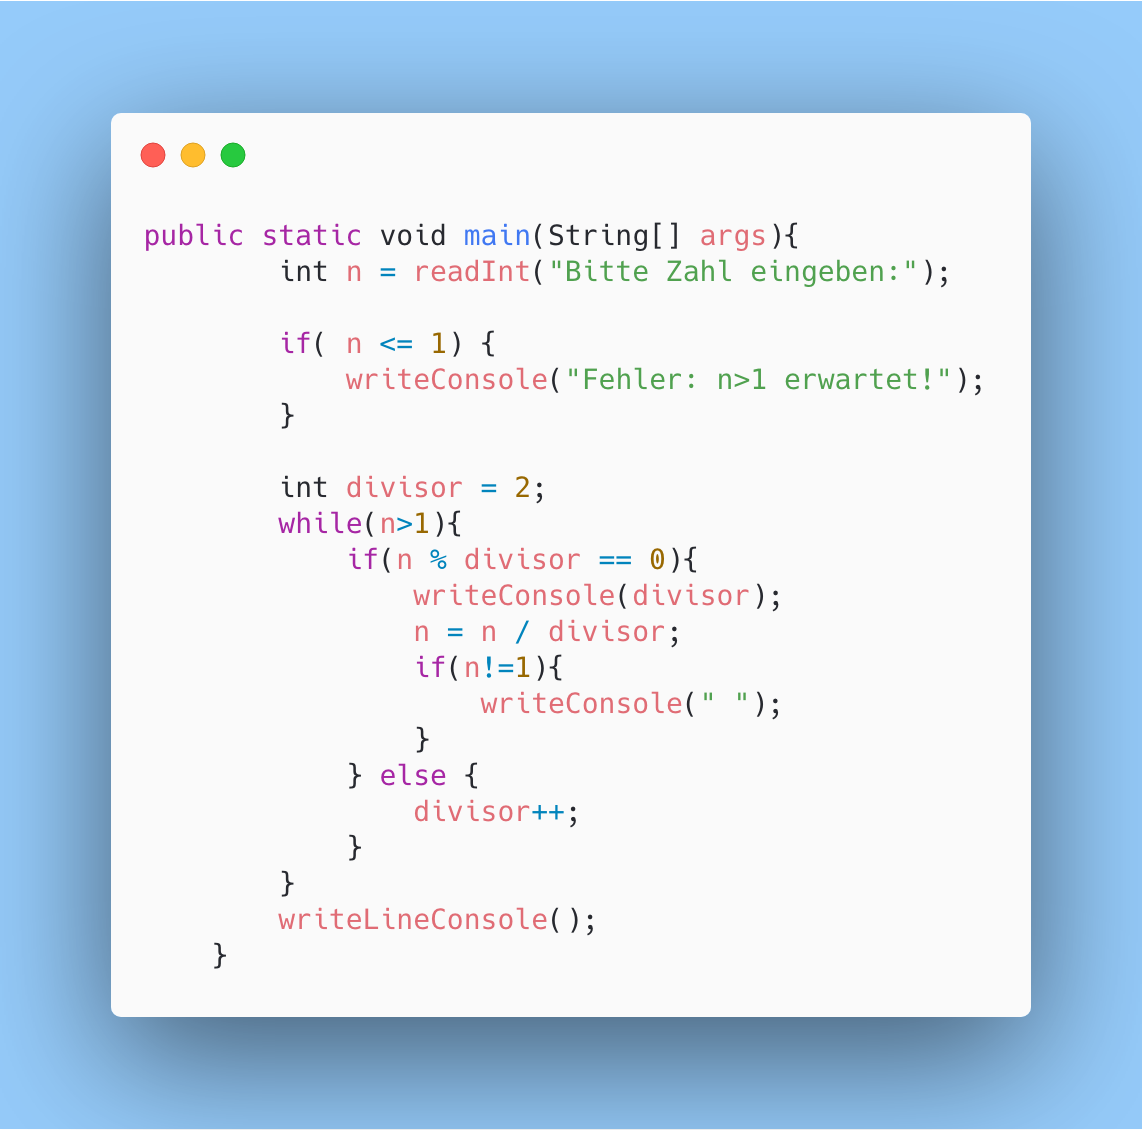 public static void main(String[] args){
        int n = readInt("Bitte Zahl eingeben:");

        if( n <= 1) {
            writeConsole("Fehler: n>1 erwartet!");
        }

        int divisor = 2;
        while(n>1){
            if(n % divisor == 0){
                writeConsole(divisor);
                n = n / divisor;
                if(n!=1){
                    writeConsole(" ");
                }
            } else {
                divisor++;
            }
        }
        writeLineConsole();
    }